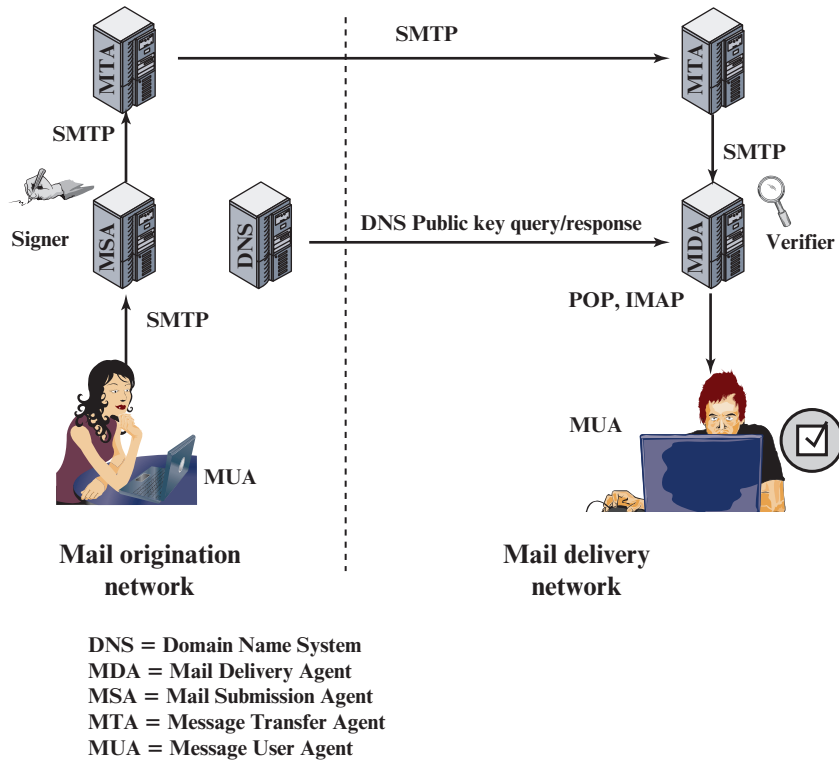 SMTP
MTA
MTA
SMTP
SMTP
Signer
MSA
DNS
DNS Public key query/response
MDA
Verifier
SMTP
POP, IMAP
MUA
MUA
Mail origination
network
Mail delivery
network
DNS = Domain Name System
MDA = Mail Delivery Agent
MSA = Mail Submission Agent
MTA = Message Transfer Agent
MUA = Message User Agent